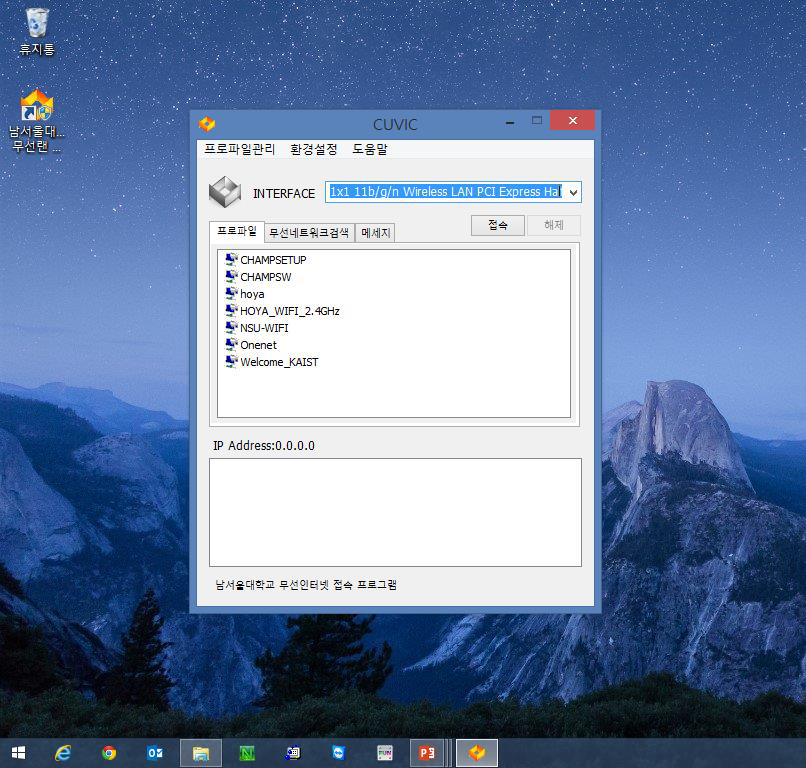 휴지통
남서울대...
무선랜 ...
CUVIC
프로파일관리 환경설정 도움말
INTERFACE 1x1 11b/g/n Wireless LAN PCI Express Hal
접속 해제
프로파일 무선네트워크검색 메세지
CHAMPSETUP
CHAMPSW
hoya
HOYA_WIFI_2.4GHz
NSU-WIFI
Onenet
Welcome_KAIST
IP Address:0.0.0.0
남서울대학교 무선인터넷 접속 프로그램